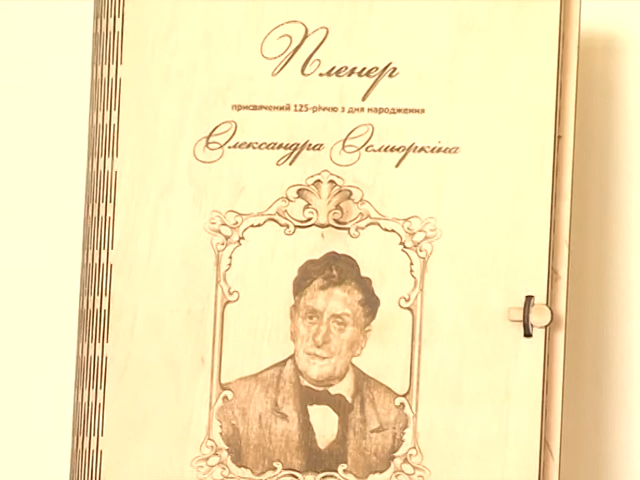 Пленер
присвячений 125-річчю з дня народження
Олександра Осмьоркіна